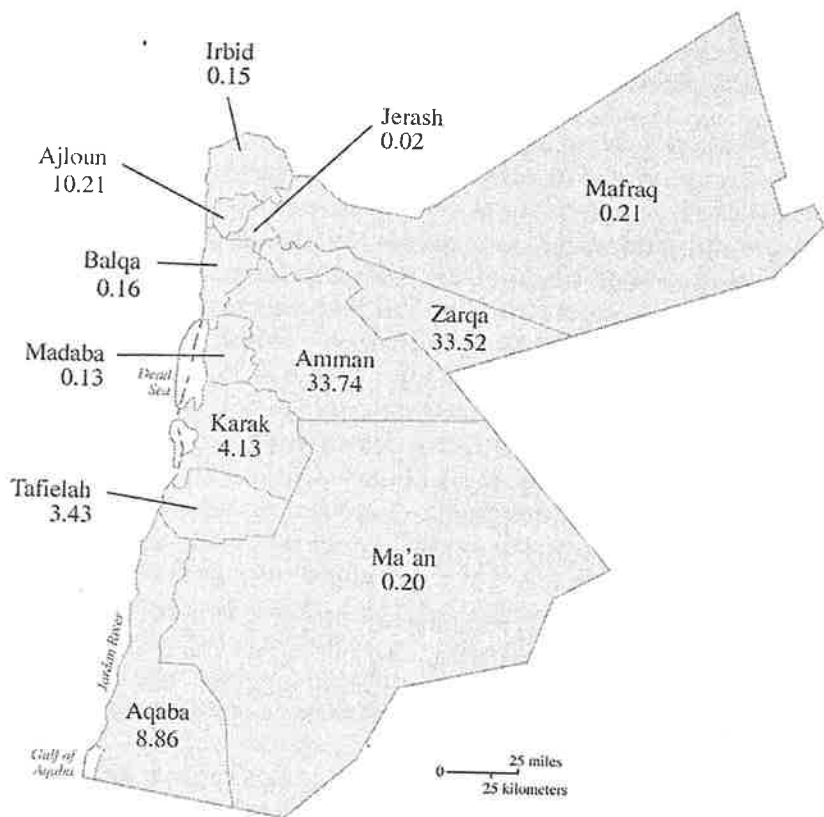 Irbid
0.15
Jerash
0.02
Ajloun
10.21
Mafraq
0.21
Balqa
0.16
Zarqa
33.52
Madaba
0.13
Dead
Sea
Amman
33.74
Karak
4.13
Tafielah
3.43
Ma'an
0.20
Jordan River
Aqaba
8.86
Gulf of
Aqaba
0 25 miles
25 kilometers